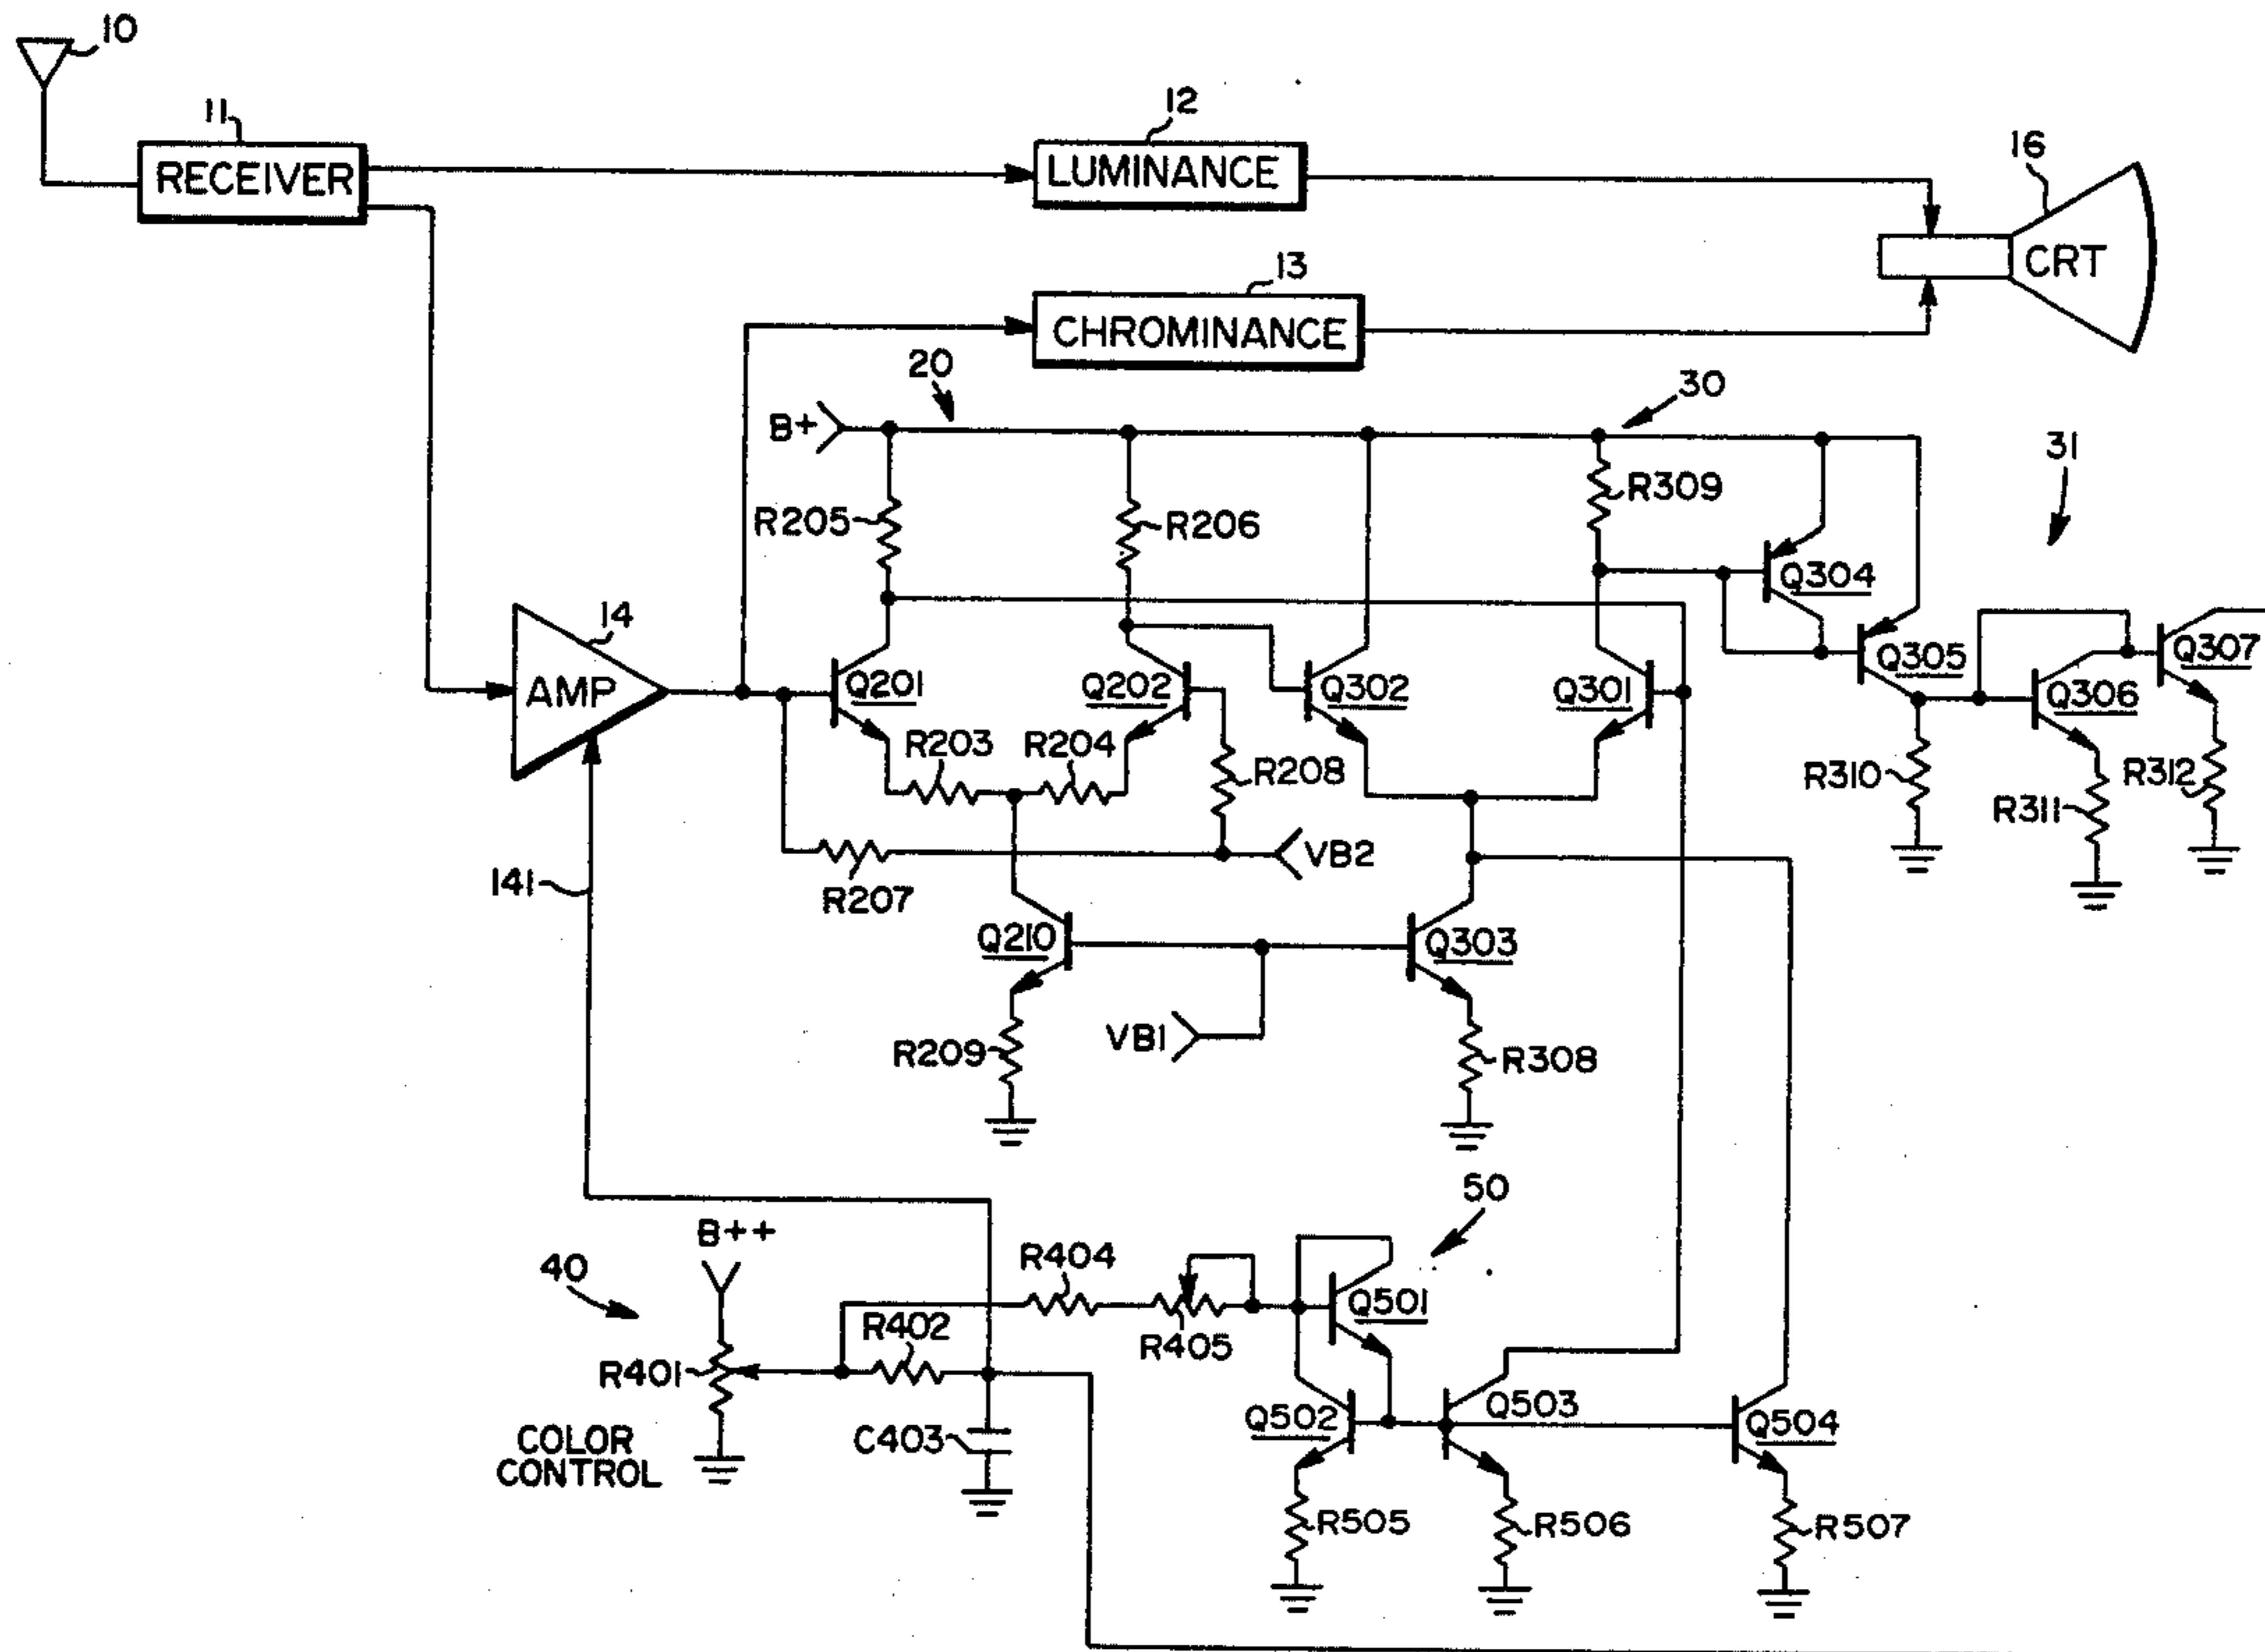 10
11
RECEIVER
12
LUMINANCE
16
CRT
13
CHROMINANCE
20
30
B+
31
R205
R206
R309
Q304
14
AMP
Q201
Q202
Q302
Q301
Q305
Q306
Q307
R203
R204
R208
R310
R311
R312
141
R207
VB2
Q210
Q303
VB1
R209
R308
50
B++
40
R404
R402
R405
Q501
R401
COLOR
CONTROL
C403
Q502
Q503
Q504
R505
R506
R507